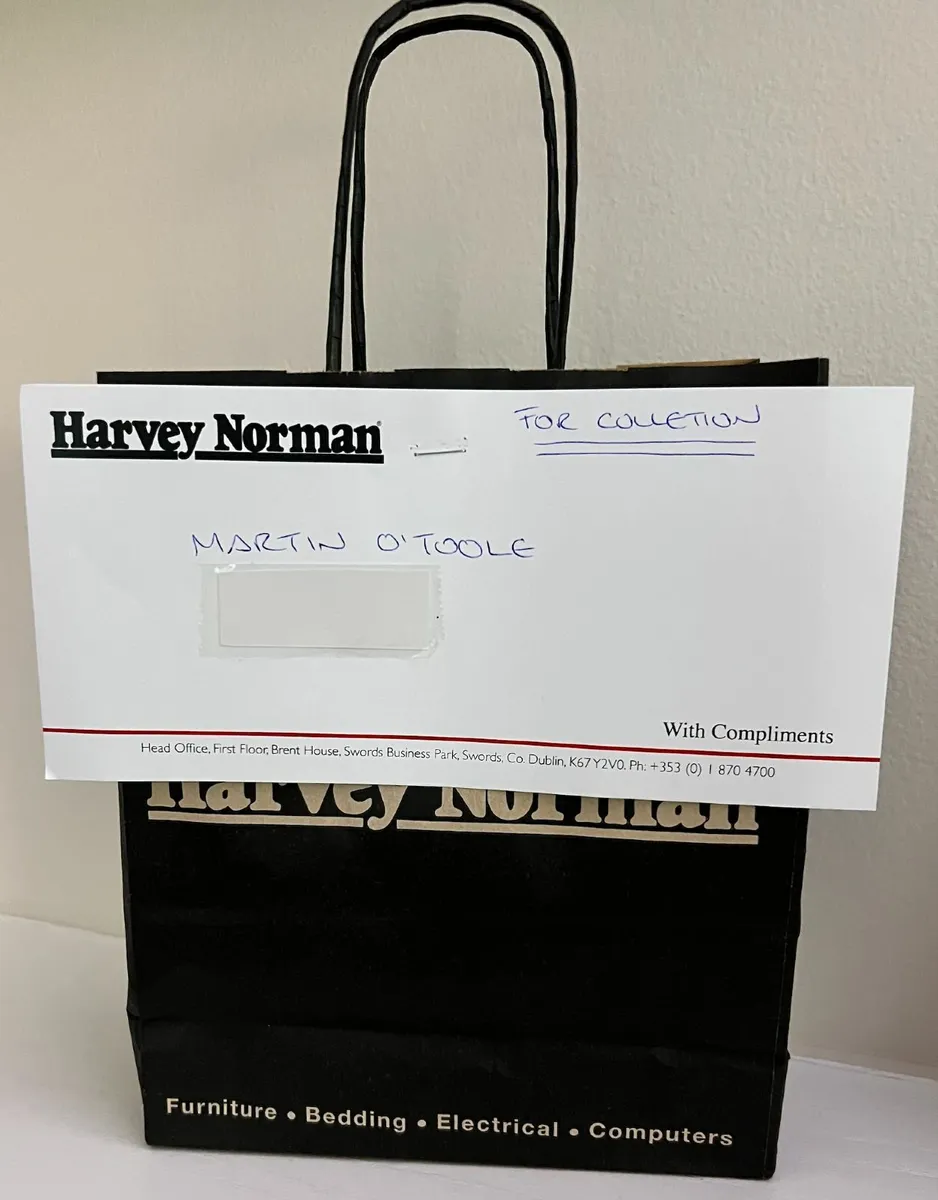 Harvey Norman
FOR COLLETION
MARTIN O'TOOLE
With Compliments
Head Office, First Floor, Brent House, Swords Business Park, Swords, Co. Dublin, K67 Y2V0. Ph: +353 (0) 1 870 4700
Harvey Norman
Furniture • Bedding • Electrical • Computers